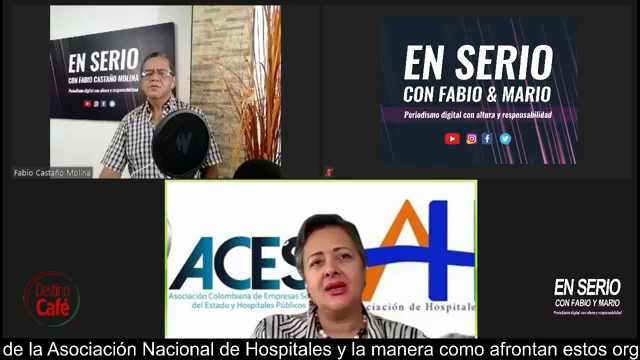 EN SERIO
CON FABIO CASTAÑO MOLINA
Periodismo digital con altura y responsabilidad
Fabio Castaño Molina
EN SERIO
CON FABIO & MARIO
Periodismo digital con altura y responsabilidad
ACES
Asociación Colombiana de Empresas
del Estado y Hospitales Públicos
AH
ociación de Hospitales
Destino
Café
EN SERIO
CON FABIO Y MARIO
Periodismo digital con altura y responsabilidad
de la Asociación Nacional de Hospitales y la manera como afrontan estos oro